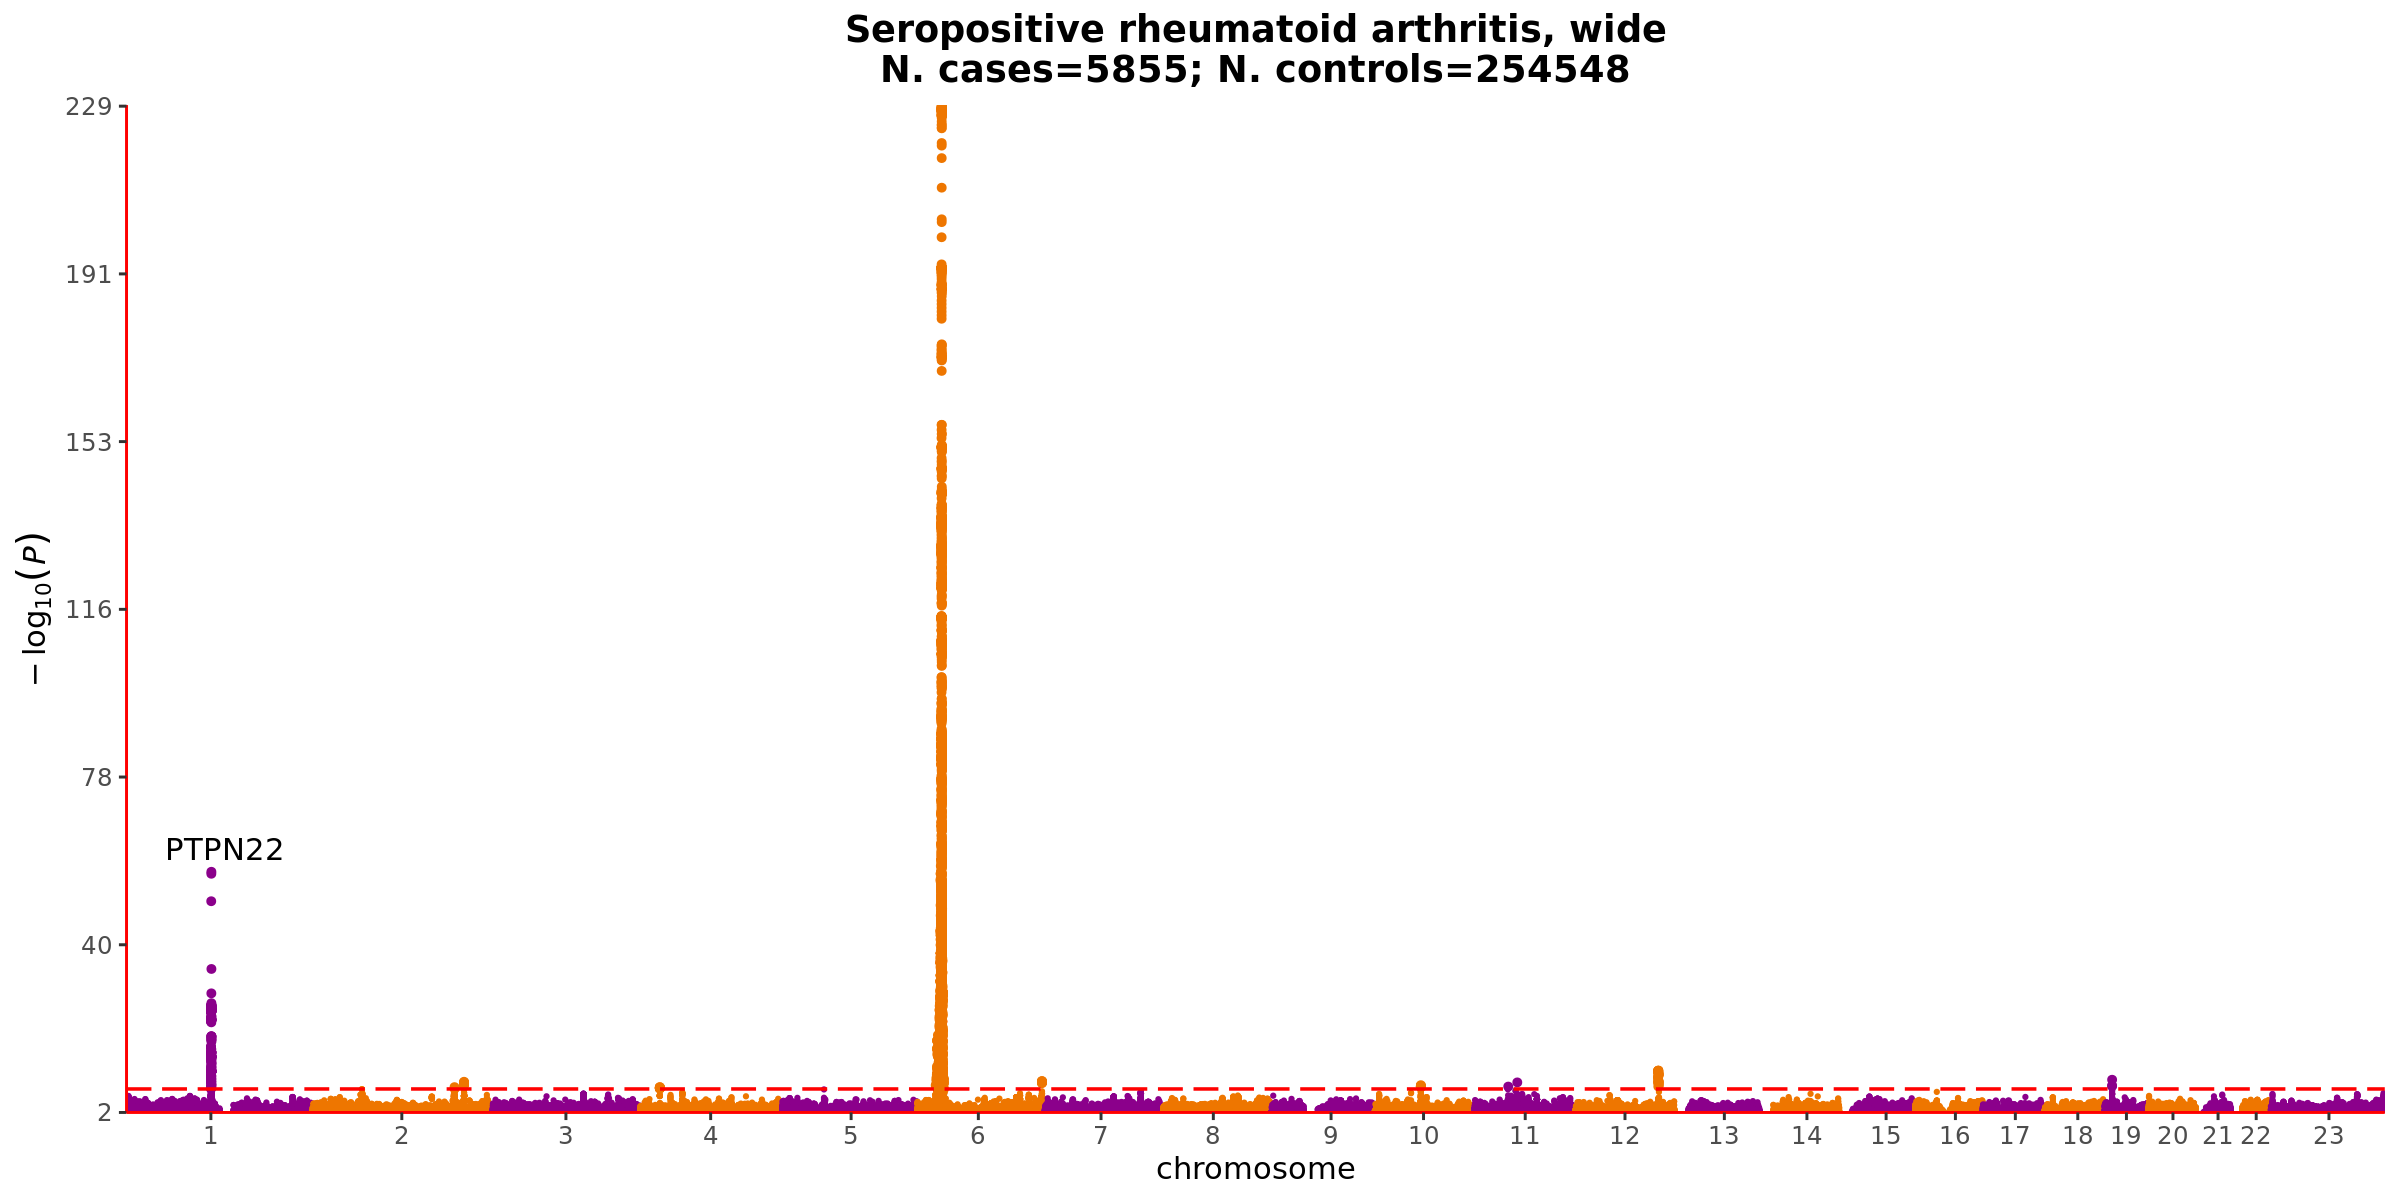 Seropositive rheumatoid arthritis, wide
N. cases=5855; N. controls=254548
229
191
153
116
78
40
2
−log₁₀(P)
PTPN22
1 2 3 4 5 6 7 8 9 10 11 12 13 14 15 16 17 18 19 20 21 22 23
chromosome